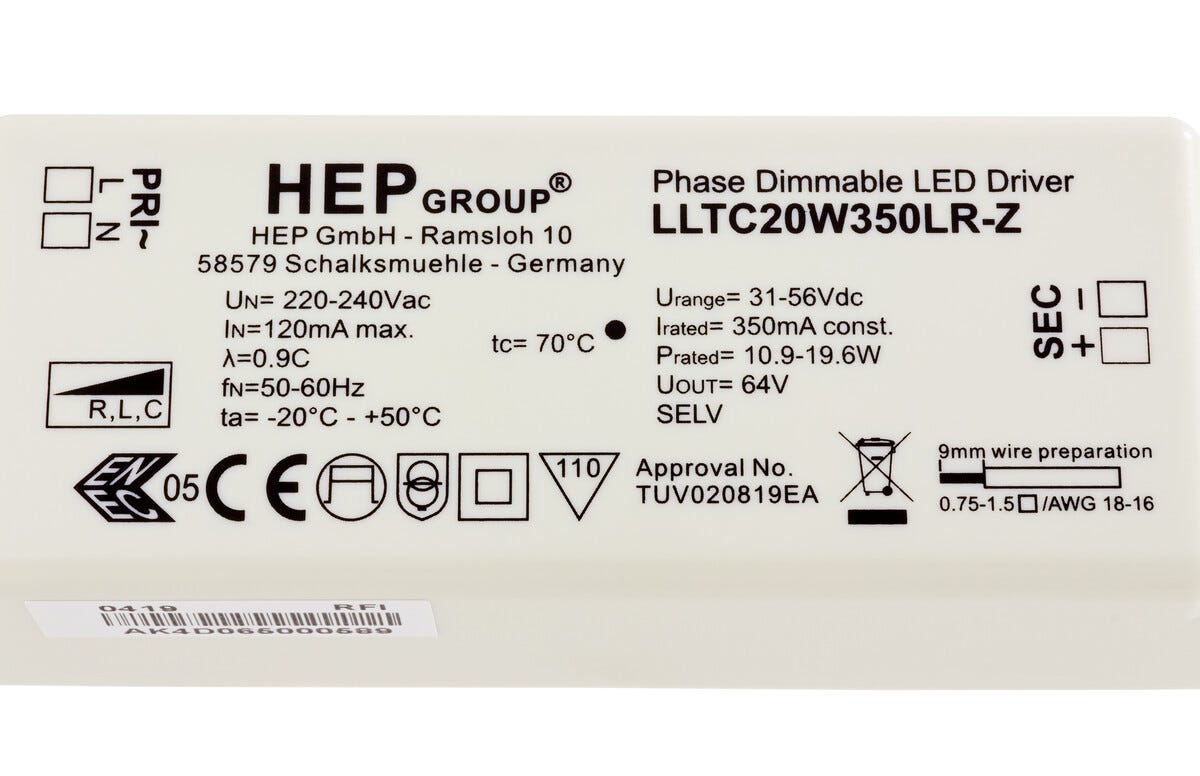 PRI~
L
N
HEP GROUP®
HEP GmbH - Ramsloh 10
58579 Schalksmuehle - Germany
UN= 220-240Vac
IN=120mA max.
λ=0.9C
fN=50-60Hz
ta= -20°C - +50°C
tc= 70°C
R,L,C
Phase Dimmable LED Driver
LLTC20W350LR-Z
Urange= 31-56Vdc
Irated= 350mA const.
Prated= 10.9-19.6W
UOUT= 64V
SELV
SEC
-
+
ENEC 05 CE
110
Approval No.
TUV020819EA
9mm wire preparation
0.75-1.5□/AWG 18-16
0419 RFI
AK4D065000589